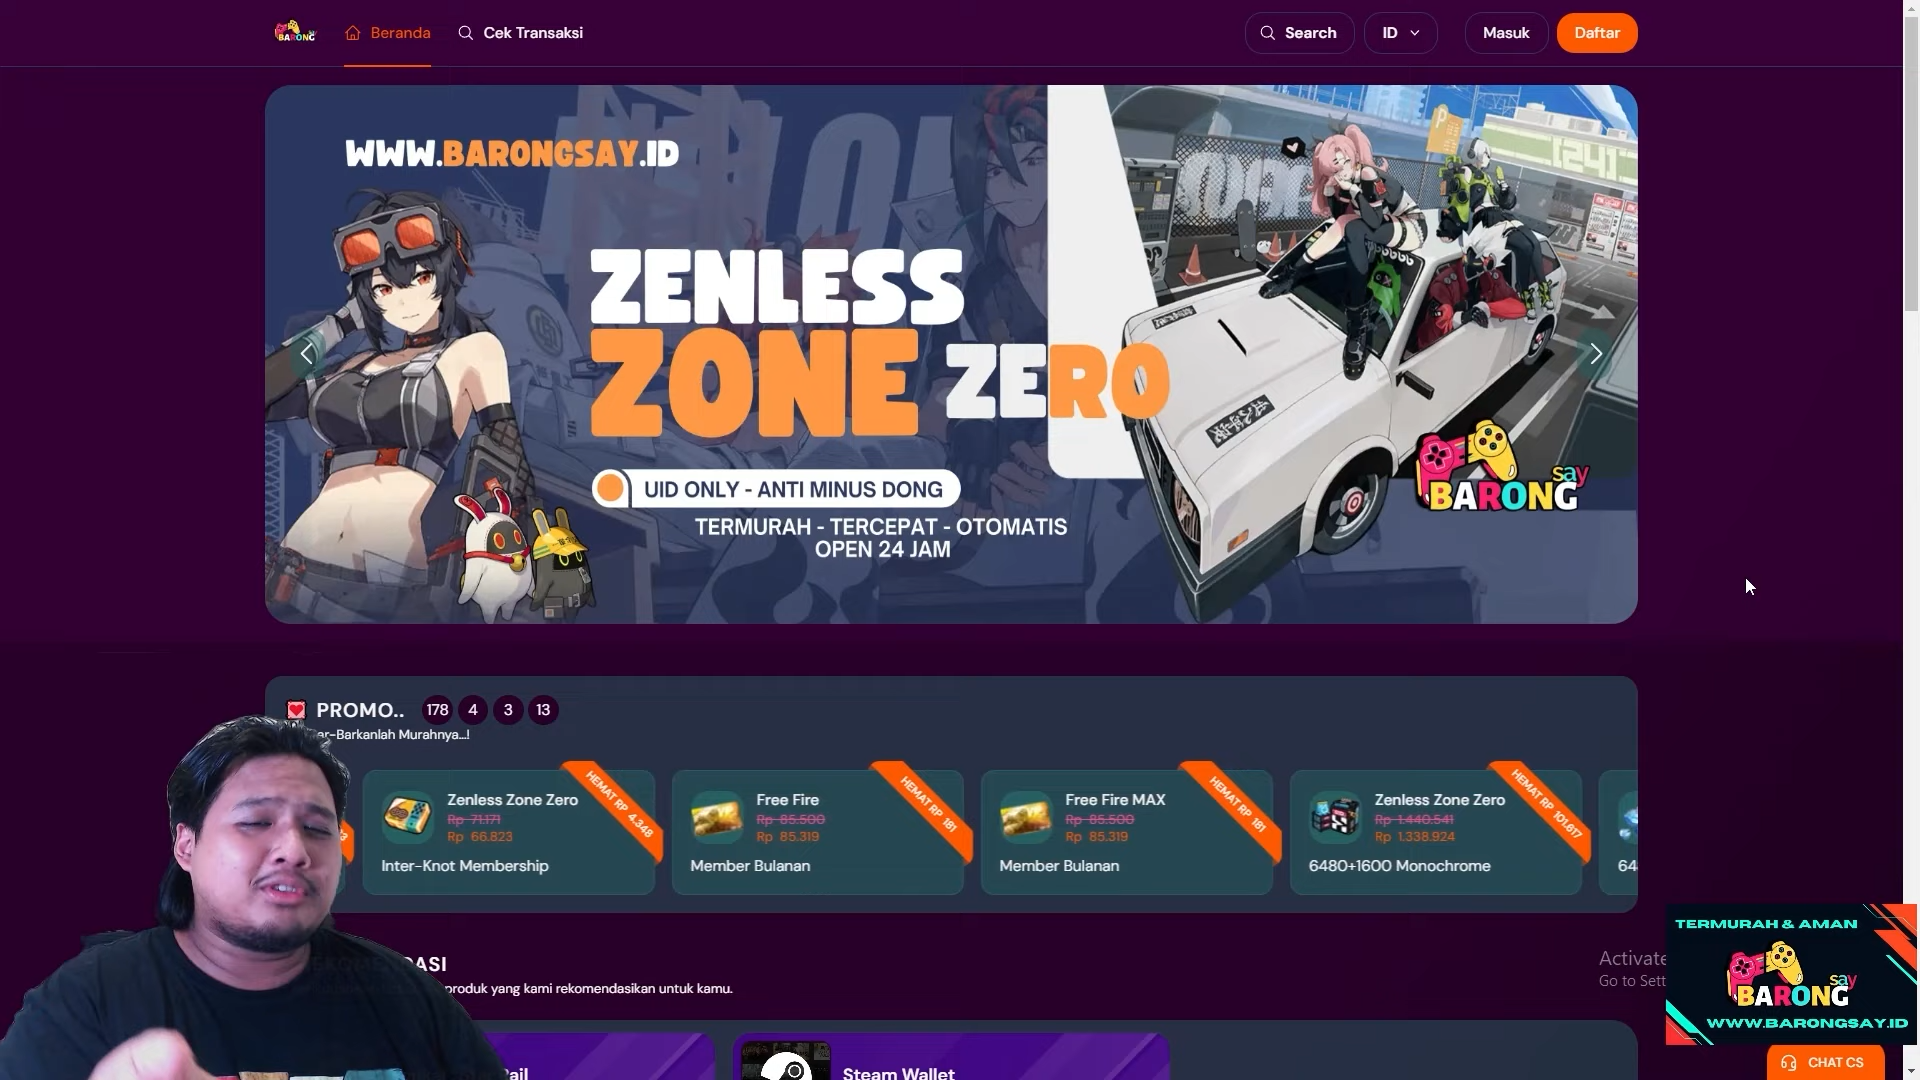 BARONG
Beranda
Cek Transaksi
Search
ID
Masuk
Daftar
WWW.BARONGSAY.ID
ZENLESS
ZONE ZERO
UID ONLY - ANTI MINUS DONG
TERMURAH - TERCEPAT - OTOMATIS
OPEN 24 JAM
say
BARONG
PROMO..
178 4 3 13
ar-Barkanlah Murahnya...!
Zenless Zone Zero
Rp 71.171
Rp 66.823
Inter-Knot Membership
HEMAT RP 4.348
Free Fire
Rp 85.500
Rp 85.319
Member Bulanan
HEMAT RP 181
Free Fire MAX
Rp 85.500
Rp 85.319
Member Bulanan
HEMAT RP 181
Zenless Zone Zero
Rp 1.440.541
Rp 1.338.924
6480+1600 Monochrome
HEMAT RP 101.617
64
ASI
produk yang kami rekomendasikan untuk kamu.
Steam Wallet
Activate
Go to Sett
TERMURAH & AMAN
say
BARONG
WWW.BARONGSAY.ID
CHAT CS